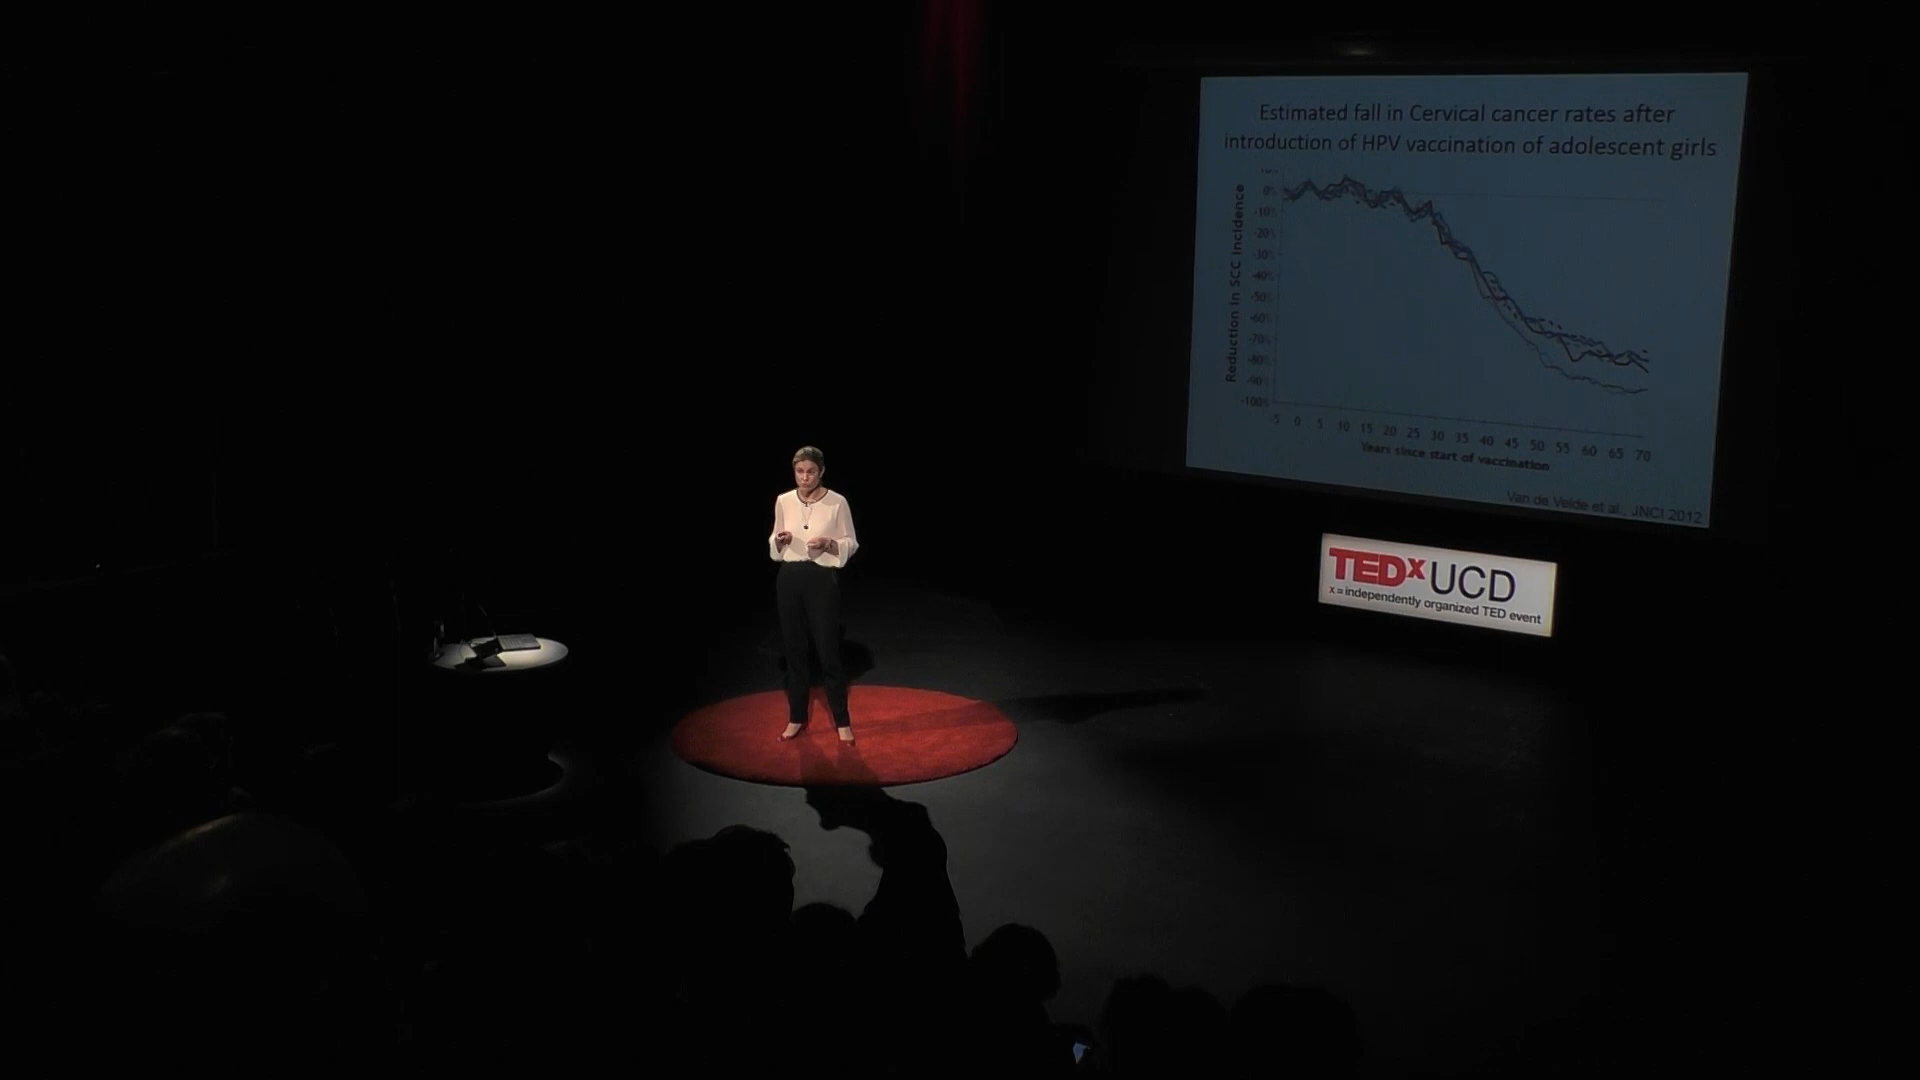 Estimated fall in Cervical cancer rates after
introduction of HPV vaccination of adolescent girls
Reduction in SCC incidence
0%
-10%
-20%
-30%
-40%
-50%
-60%
-70%
-80%
-90%
-100%
-5 0 5 10 15 20 25 30 35 40 45 50 55 60 65 70
Years since start of vaccination
Van de Velde et al., JNCI 2012
TEDxUCD
x = independently organized TED event